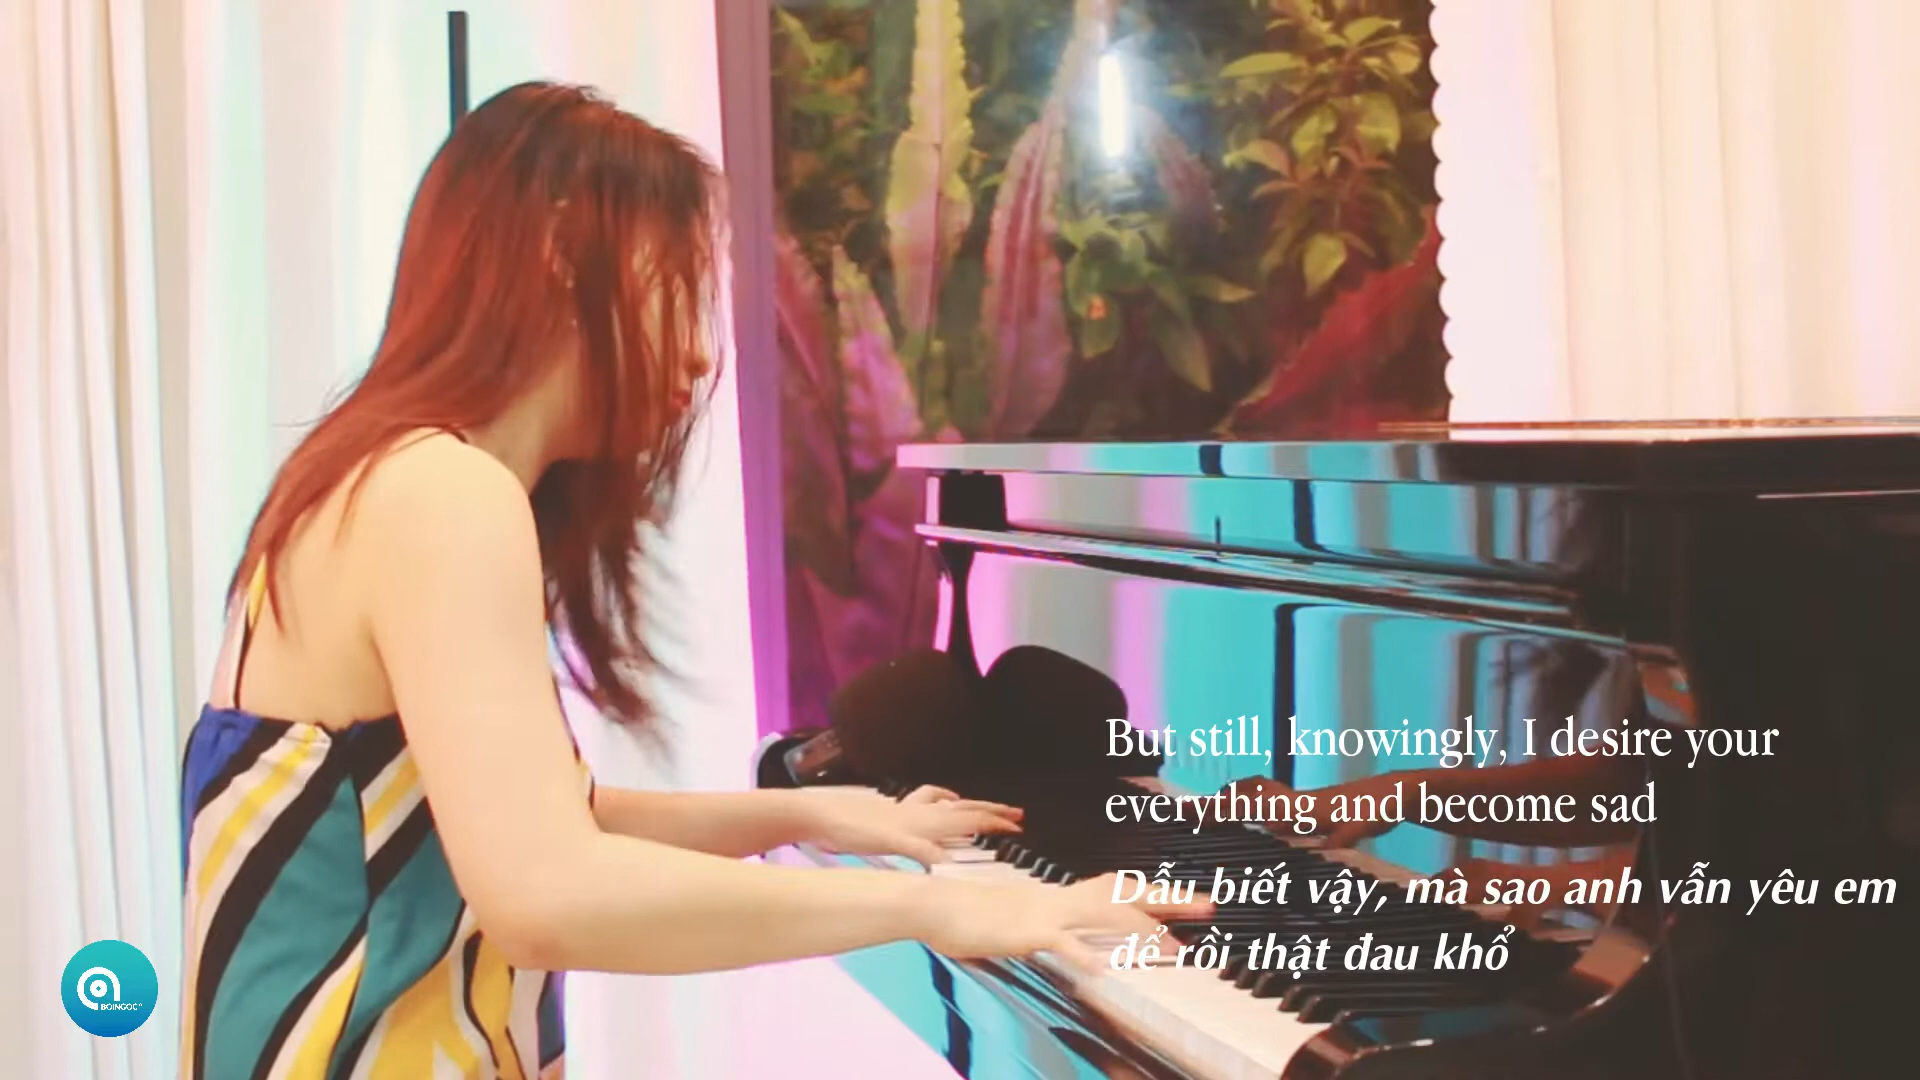 But still, knowingly, I desire your
everything and become sad
Dẫu biết vậy, mà sao anh vẫn yêu em
để rồi thật đau khổ
BOINGOC